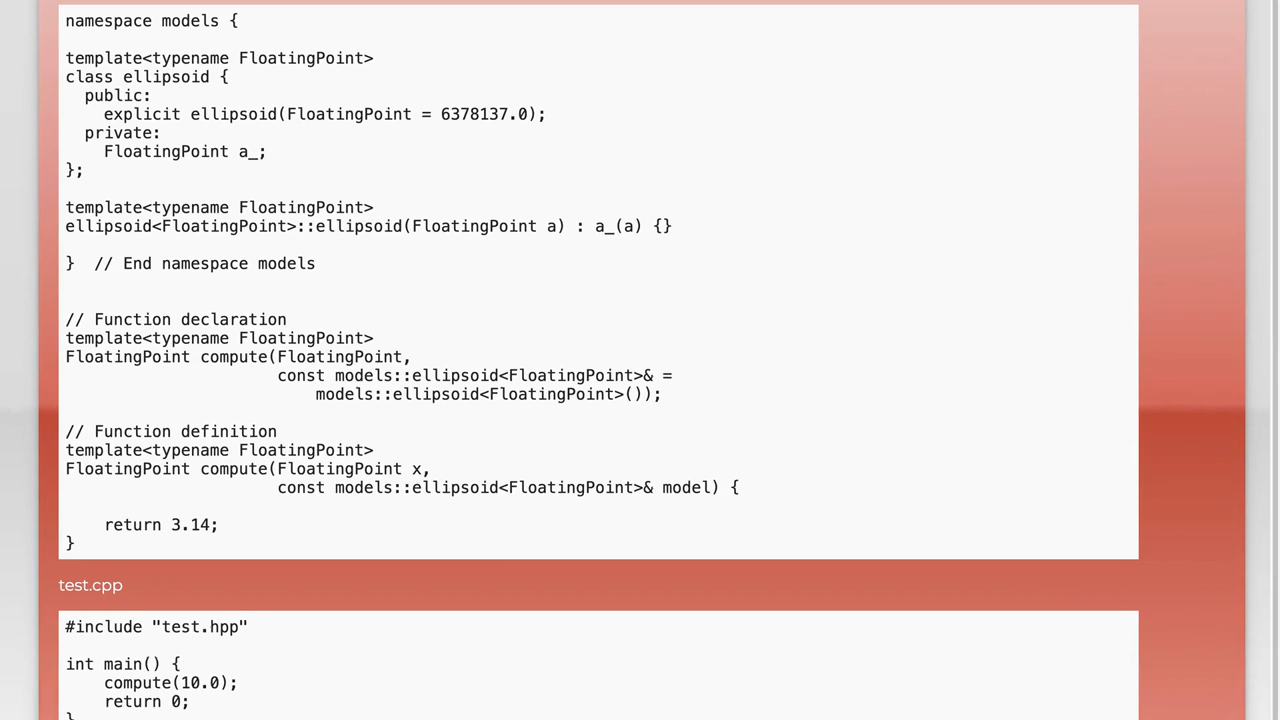 namespace models {
template<typename FloatingPoint>
class ellipsoid {
  public:
    explicit ellipsoid(FloatingPoint = 6378137.0);
  private:
    FloatingPoint a_;
};
template<typename FloatingPoint>
ellipsoid<FloatingPoint>::ellipsoid(FloatingPoint a) : a_(a) {}
}  // End namespace models
// Function declaration
template<typename FloatingPoint>
FloatingPoint compute(FloatingPoint,
                      const models::ellipsoid<FloatingPoint>& =
                          models::ellipsoid<FloatingPoint>());
// Function definition
template<typename FloatingPoint>
FloatingPoint compute(FloatingPoint x,
                      const models::ellipsoid<FloatingPoint>& model) {
    return 3.14;
}
test.cpp
#include "test.hpp"
int main() {
    compute(10.0);
    return 0;
}